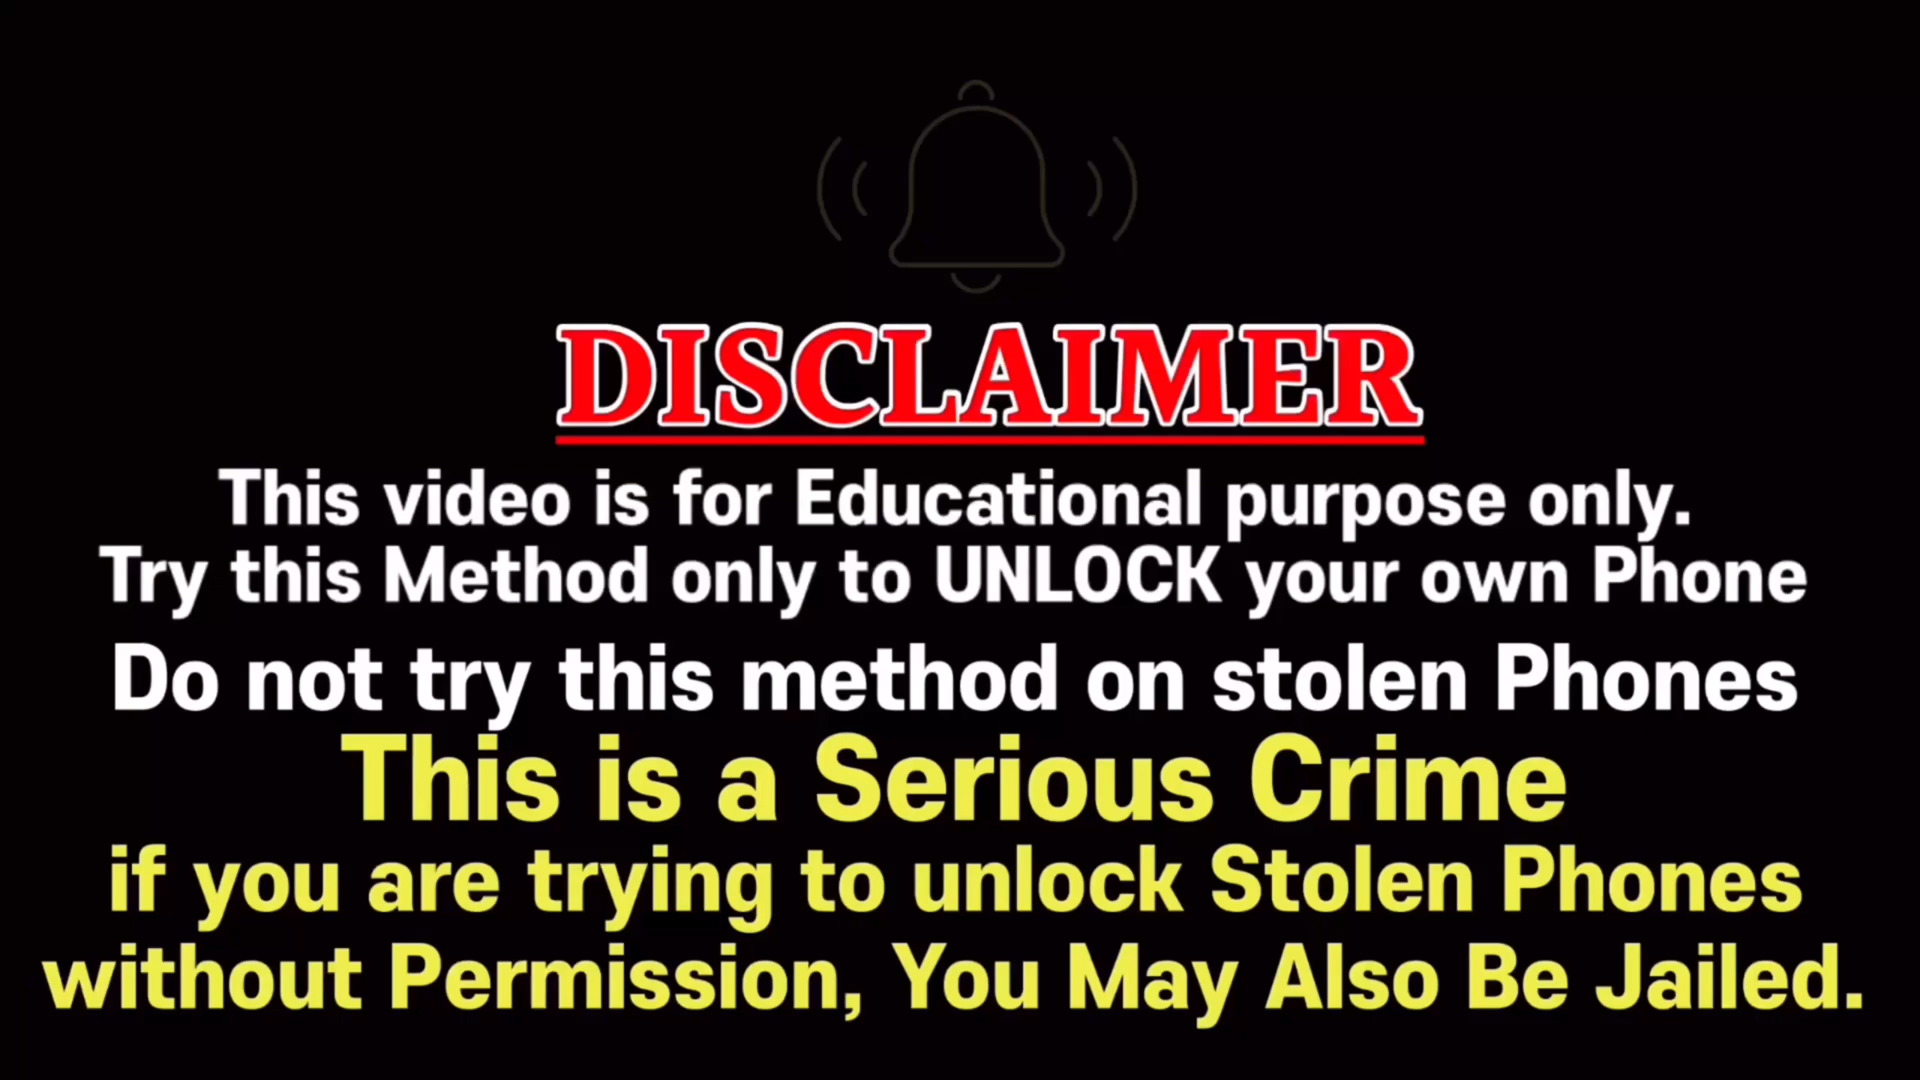 DISCLAIMER
This video is for Educational purpose only.
Try this Method only to UNLOCK your own Phone
Do not try this method on stolen Phones
This is a Serious Crime
if you are trying to unlock Stolen Phones
without Permission, You May Also Be Jailed.